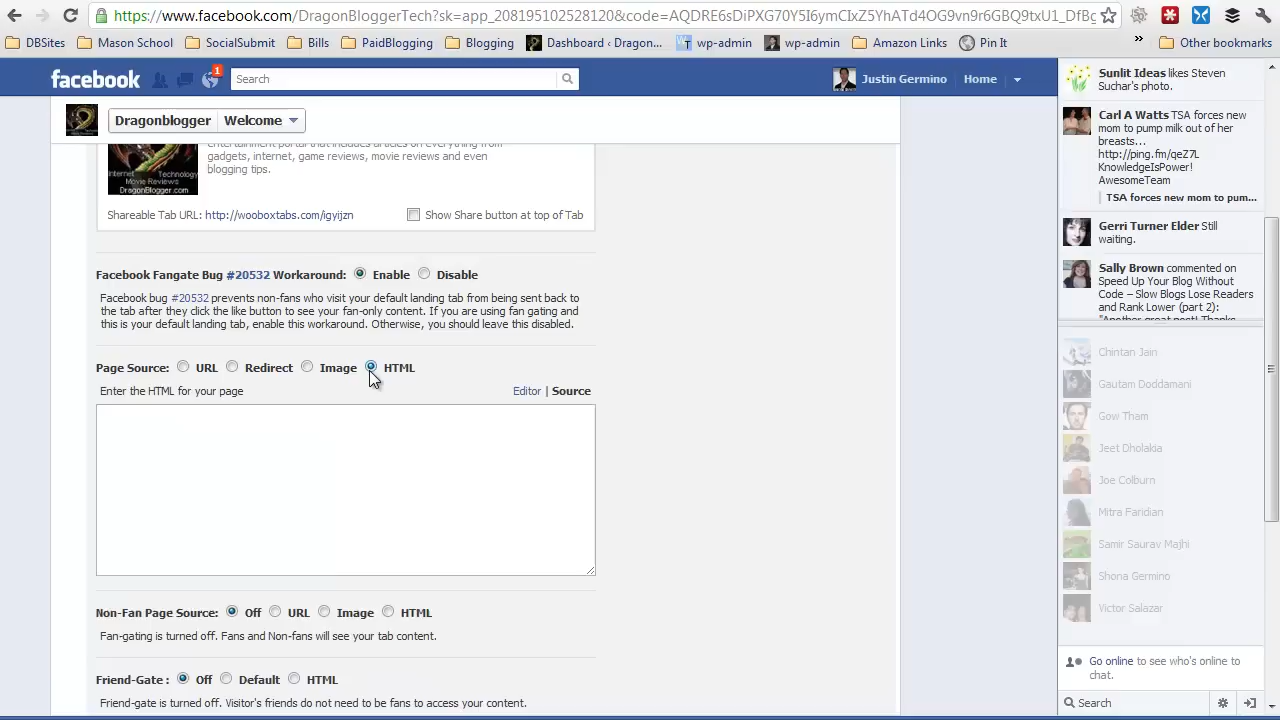 https://www.facebook.com/DragonBloggerTech?sk=app_208195102528120&code=AQDRE6sDiPXG7V75I6ymCIxZ5YhATd4OG9vn9r6GBQ9txU1_DfBg
DBSites Mason School SocialSubmit Bills PaidBlogging Blogging Dashboard ‹ Dragon... wp-admin wp-admin Amazon Links Pin It » Other bookmarks
facebook 1 Search Justin Germino Home
Dragonblogger Welcome
entertainment portal that includes articles on everything from
gadgets, internet, game reviews, movie reviews and even
blogging tips.
Internet Technology
Movie Reviews
DragonBlogger.com
Shareable Tab URL: http://wooboxtabs.com/igyijzn Show Share button at top of Tab
Facebook Fangate Bug #20532 Workaround: Enable Disable
Facebook bug #20532 prevents non-fans who visit your default landing tab from being sent back to
the tab after they click the like button to see your fan-only content. If you are using fan gating and
this is your default landing tab, enable this workaround. Otherwise, you should leave this disabled.
Page Source: URL Redirect Image HTML
Enter the HTML for your page Editor | Source
Non-Fan Page Source: Off URL Image HTML
Fan-gating is turned off. Fans and Non-fans will see your tab content.
Friend-Gate : Off Default HTML
Friend-gate is turned off. Visitor's friends do not need to be fans to access your content.
Sunlit Ideas likes Steven
Suchar's photo.
Carl A Watts TSA forces new
mom to pump milk out of her
breasts...
http://ping.fm/qeZ7L
KnowledgeIsPower!
AwesomeTeam
TSA forces new mom to pum...
Gerri Turner Elder Still
waiting.
Sally Brown commented on
Speed Up Your Blog Without
Code – Slow Blogs Lose Readers
and Rank Lower (part 2):
"Another great post! Thanks
Chintan Jain
Gautam Doddamani
Gow Tham
Jeet Dholakia
Joe Colburn
Mitra Faridian
Samir Saurav Majhi
Shona Germino
Victor Salazar
Go online to see who's online to
chat.
Search